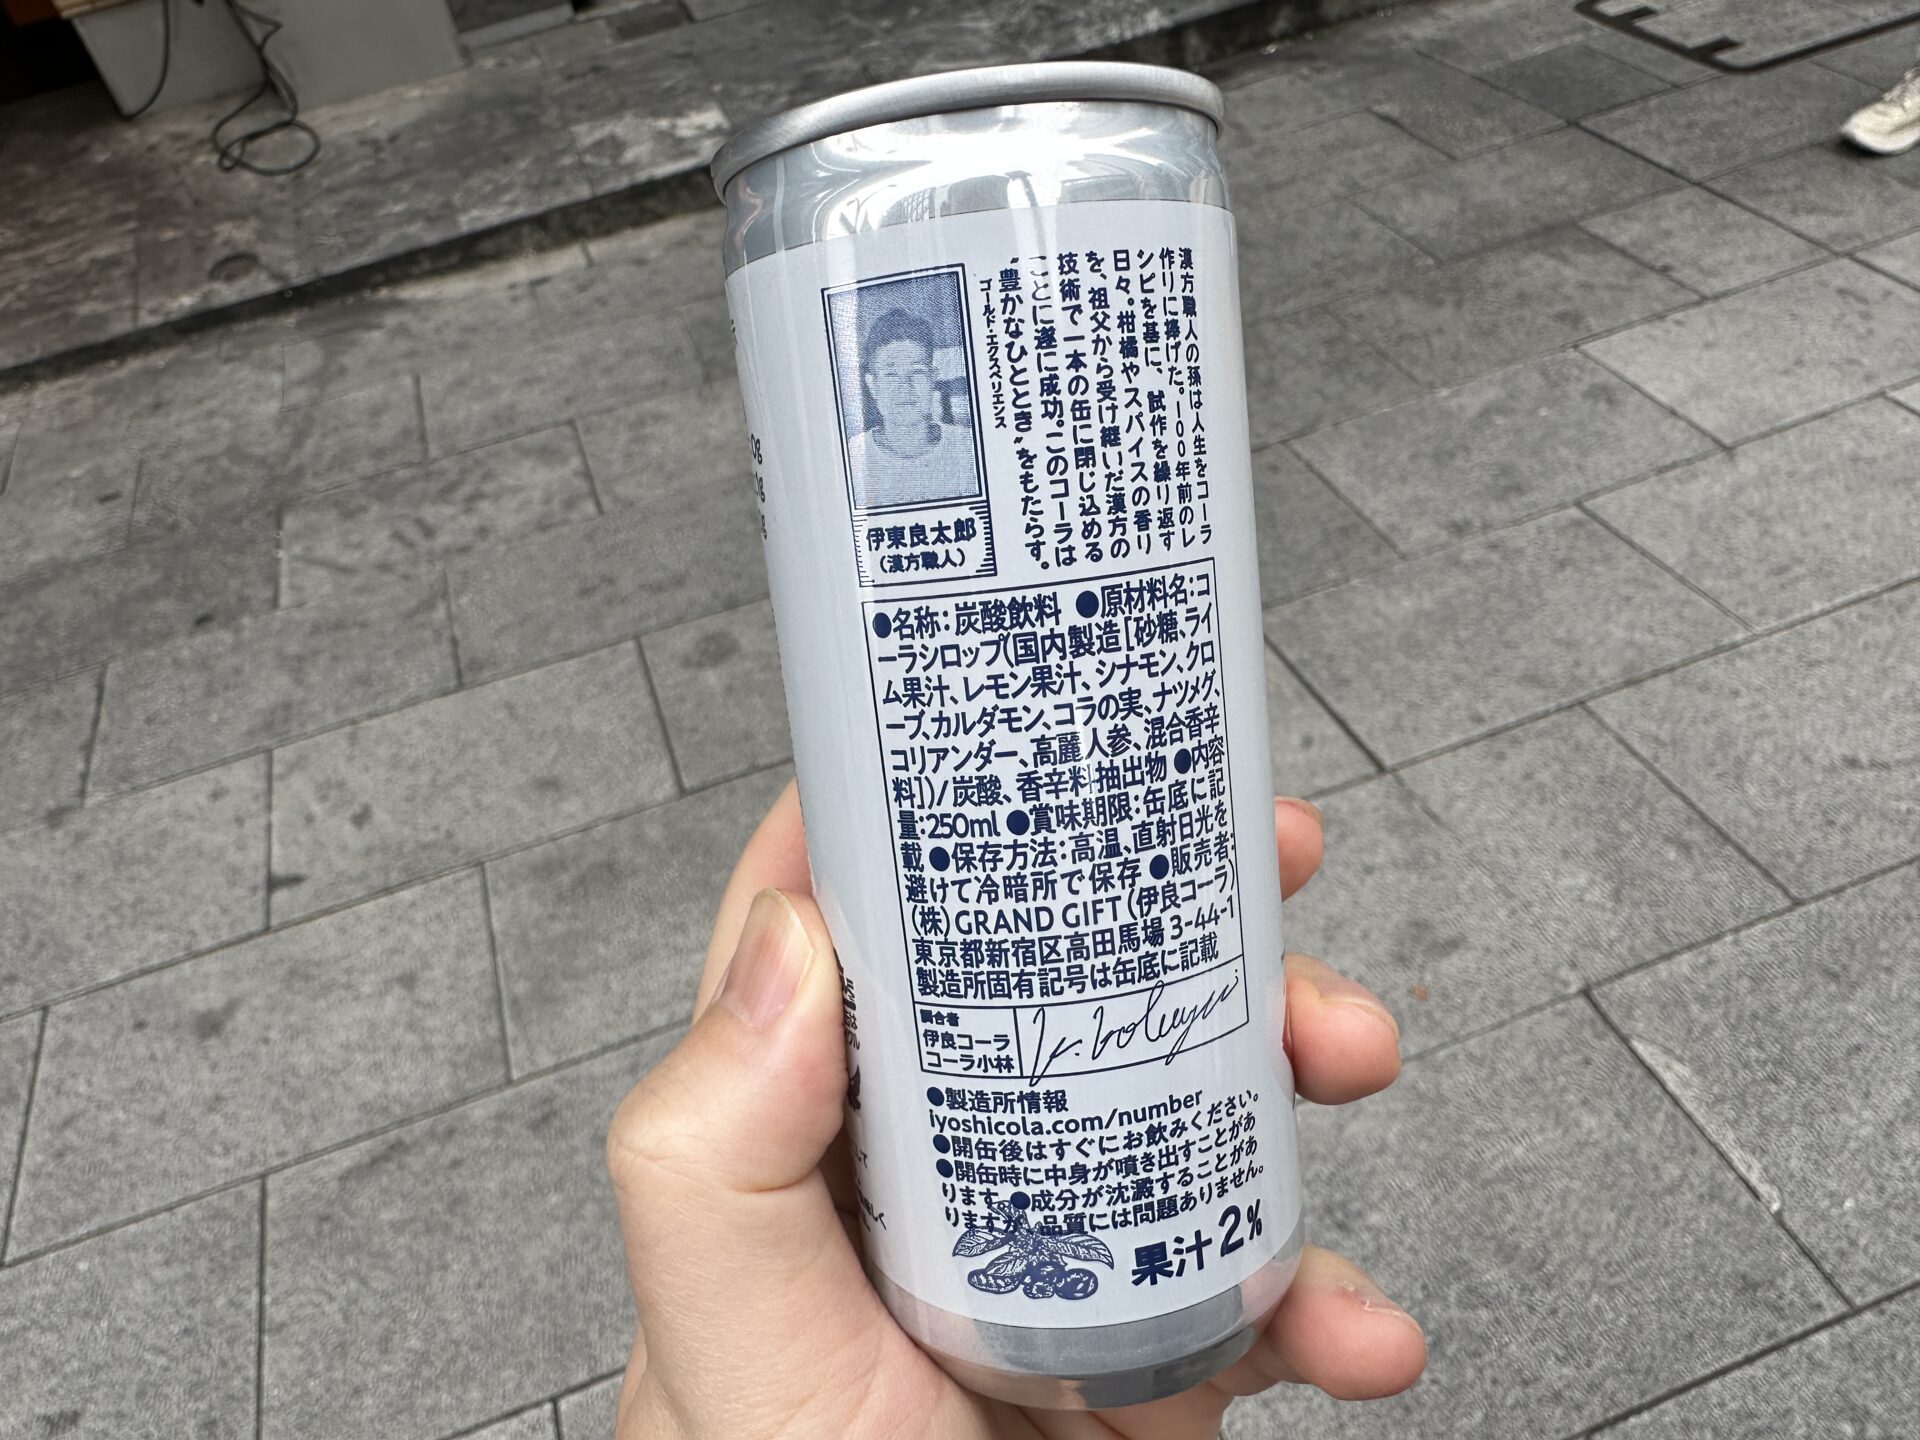 漢方職人の孫は人生をコーラ
作りに捧げた。100年前のレ
シピを基に、試作を繰り返す
日々。柑橘やスパイスの香り
を、祖父から受け継いだ漢方の
技術で一本の缶に閉じ込める
ことに遂に成功。このコーラは
〝豊かなひととき〟をもたらす。
ゴールド・エクスペリエンス
伊東良太郎
(漢方職人)
●名称:炭酸飲料 ●原材料名:コ
ーラシロップ(国内製造[砂糖、ライ
ム果汁、レモン果汁、シナモン、クロ
ーブ、カルダモン、コラの実、ナツメグ、
コリアンダー、高麗人参、混合香辛
料])/炭酸、香辛料抽出物 ●内容
量:250ml ●賞味期限:缶底に記
載 ●保存方法:高温、直射日光を
避けて冷暗所で保存 ●販売者:
(株)GRAND GIFT(伊良コーラ)
東京都新宿区高田馬場3-44-1
製造所固有記号は缶底に記載
調合者
伊良コーラ
コーラ小林
●製造所情報
iyoshicola.com/number
●開缶後はすぐにお飲みください。
●開缶時に中身が噴き出すことがあ
ります。●成分が沈澱することがあ
りますが、品質には問題ありません。
果汁2%